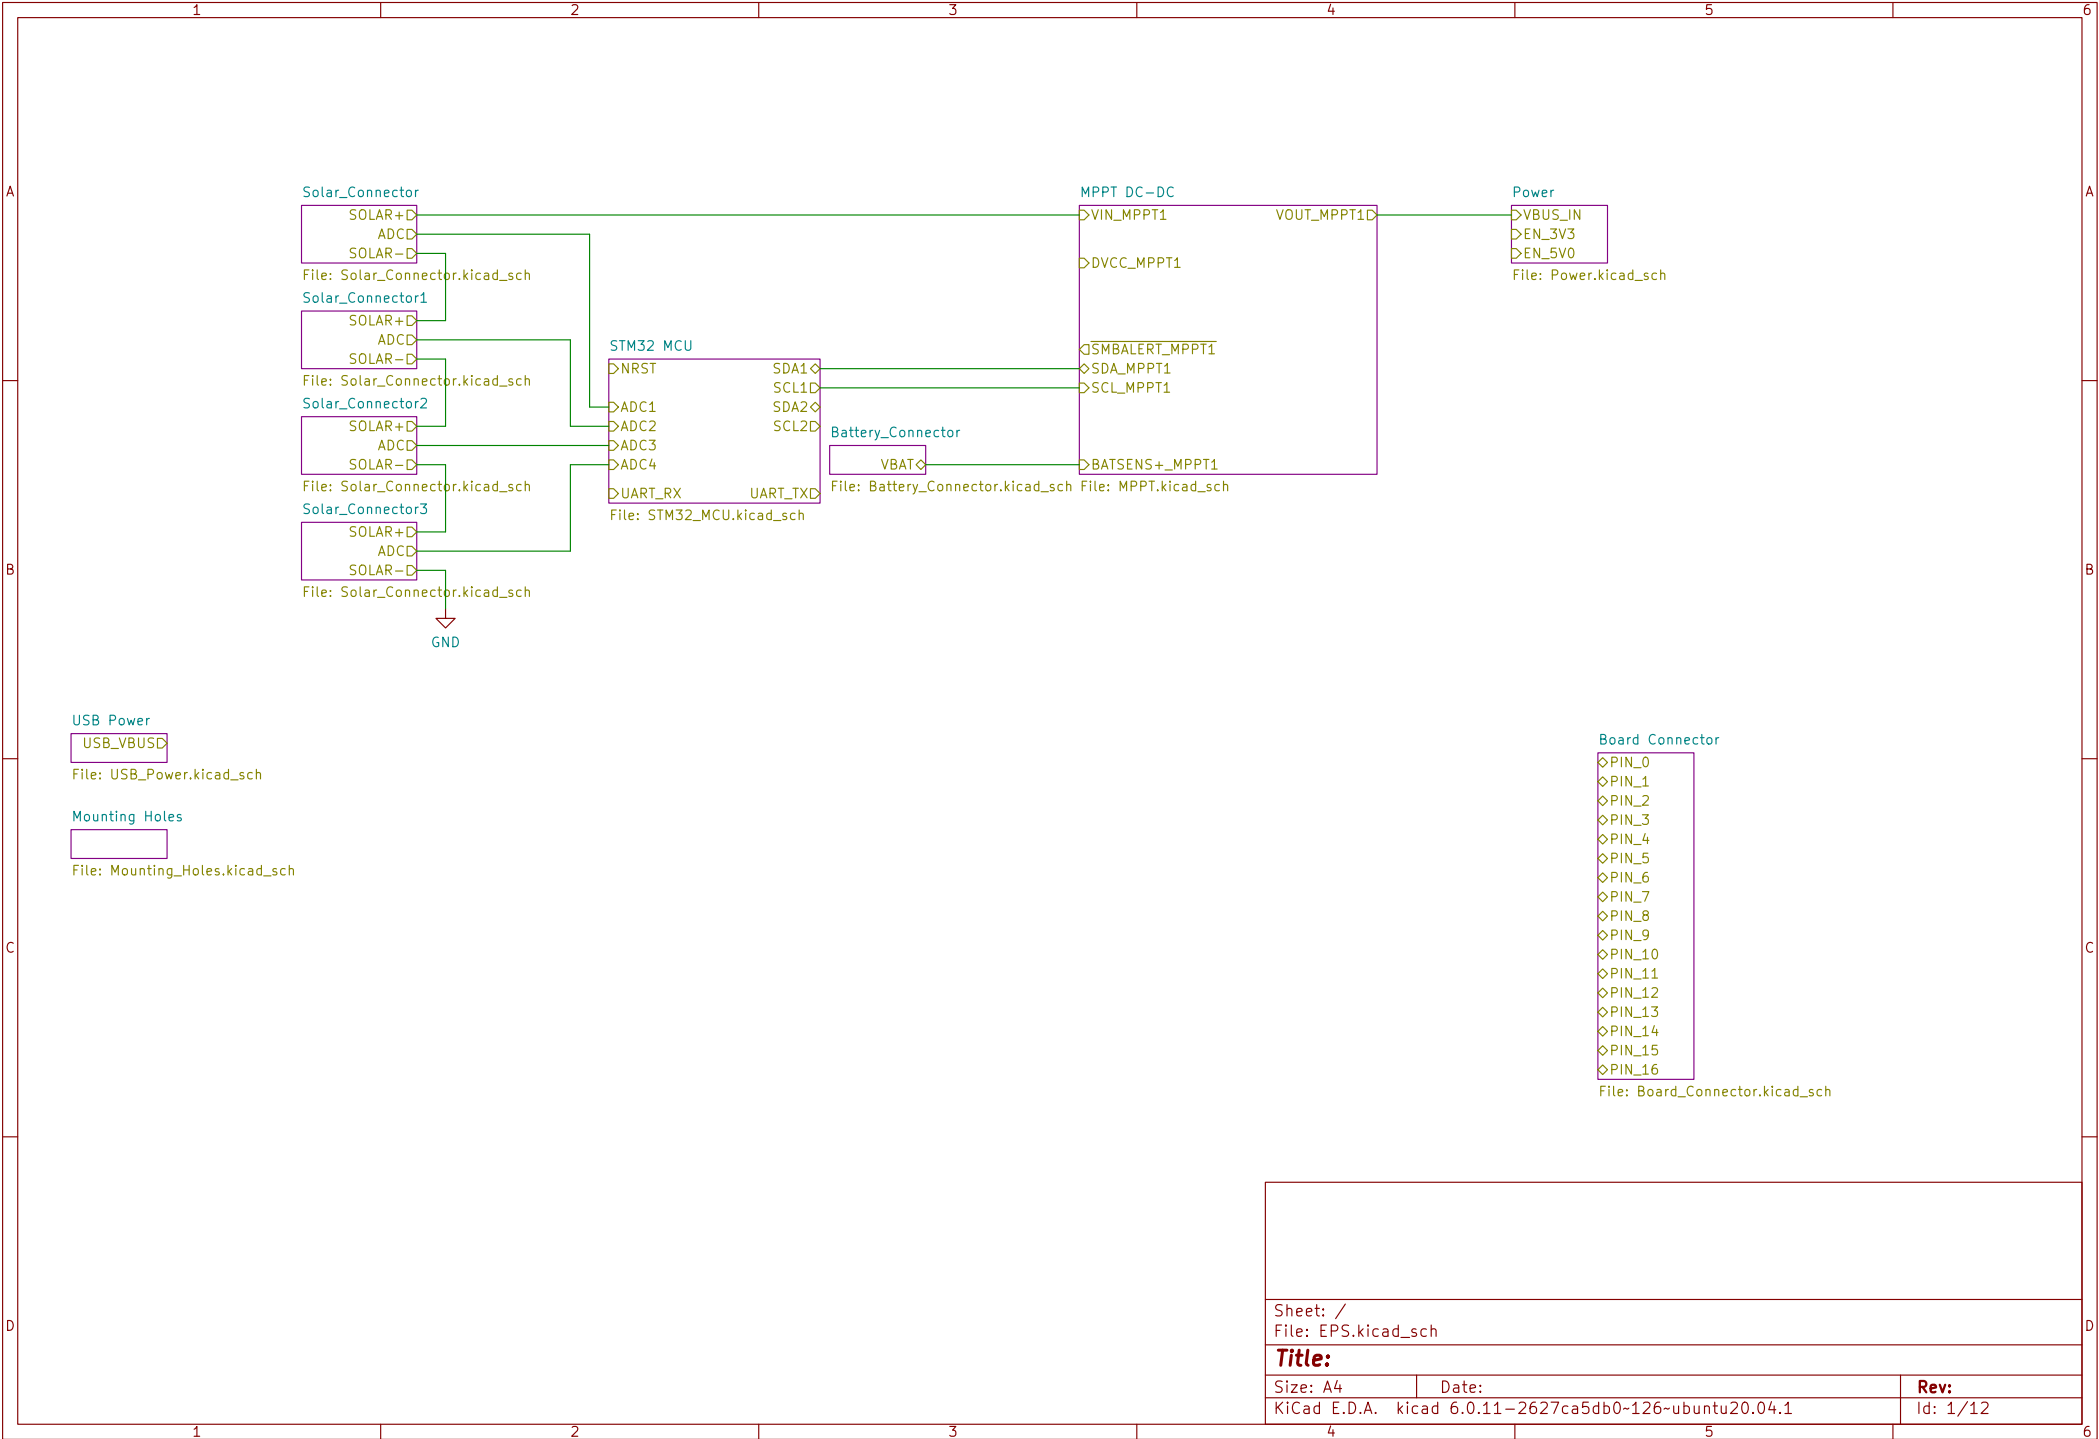 1 2 3 4 5 6
A A
B B
C C
D D
1 2 3 4 5 6
Solar_Connector
SOLAR+
ADC
SOLAR-
File: Solar_Connector.kicad_sch
Solar_Connector1
SOLAR+
ADC
SOLAR-
File: Solar_Connector.kicad_sch
Solar_Connector2
SOLAR+
ADC
SOLAR-
File: Solar_Connector.kicad_sch
Solar_Connector3
SOLAR+
ADC
SOLAR-
File: Solar_Connector.kicad_sch
GND
STM32 MCU
NRST SDA1
SCL1
ADC1 SDA2
ADC2 SCL2
ADC3
ADC4
UART_RX UART_TX
File: STM32_MCU.kicad_sch
Battery_Connector
VBAT
File: Battery_Connector.kicad_sch
MPPT DC-DC
VIN_MPPT1 VOUT_MPPT1
DVCC_MPPT1
SMBALERT_MPPT1
SDA_MPPT1
SCL_MPPT1
BATSENS+_MPPT1
File: MPPT.kicad_sch
Power
VBUS_IN
EN_3V3
EN_5V0
File: Power.kicad_sch
USB Power
USB_VBUS
File: USB_Power.kicad_sch
Mounting Holes
File: Mounting_Holes.kicad_sch
Board Connector
PIN_0
PIN_1
PIN_2
PIN_3
PIN_4
PIN_5
PIN_6
PIN_7
PIN_8
PIN_9
PIN_10
PIN_11
PIN_12
PIN_13
PIN_14
PIN_15
PIN_16
File: Board_Connector.kicad_sch
Sheet: /
File: EPS.kicad_sch
Title:
Size: A4 Date: Rev:
KiCad E.D.A. kicad 6.0.11-2627ca5db0~126~ubuntu20.04.1 Id: 1/12